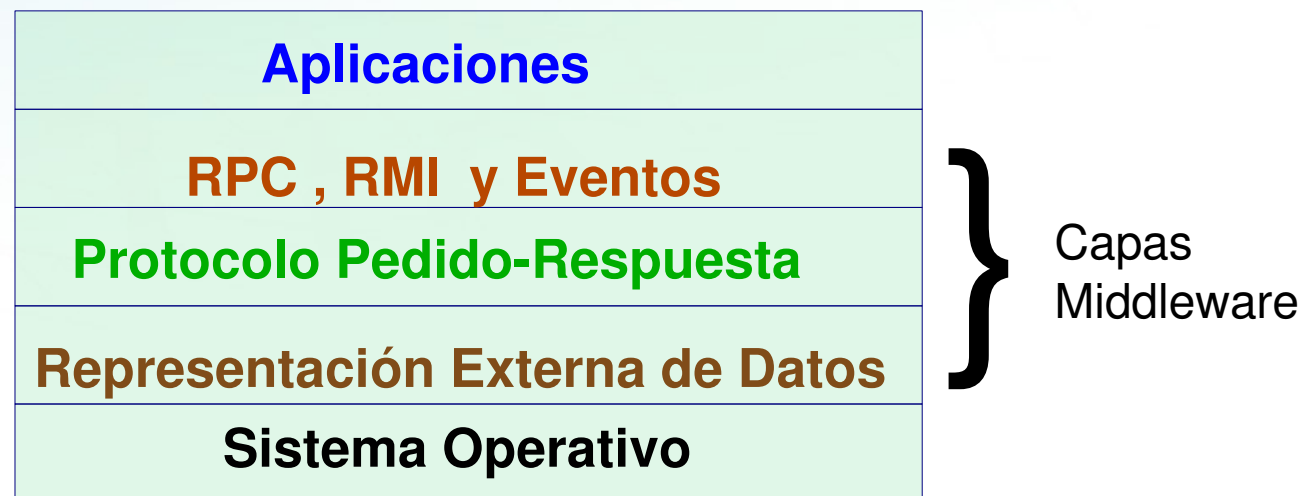 Aplicaciones
RPC , RMI y Eventos
Protocolo Pedido-Respuesta
Representación Externa de Datos
Sistema Operativo
}
Capas
Middleware